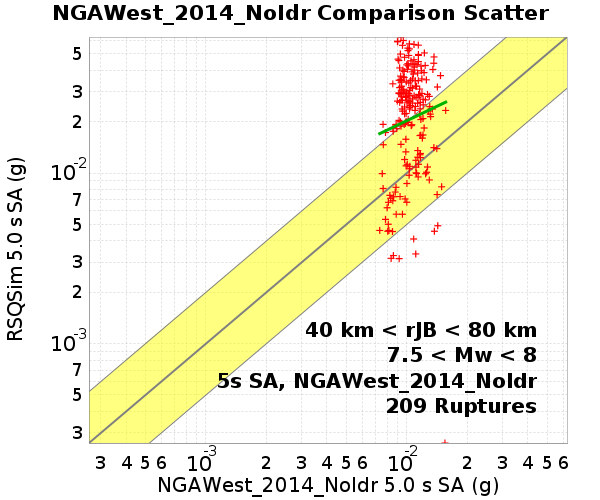 NGAWest_2014_NoIdr Comparison Scatter
RSQSim 5.0 s SA (g)
5
3
2
10-2
7
5
3
2
10-3
7
5
3
40 km < rJB < 80 km
7.5 < Mw < 8
5s SA, NGAWest_2014_NoIdr
209 Ruptures
3 4 5 6 10-3 2 3 4 5 6 10-2 2 3 4 5 6
NGAWest_2014_NoIdr 5.0 s SA (g)